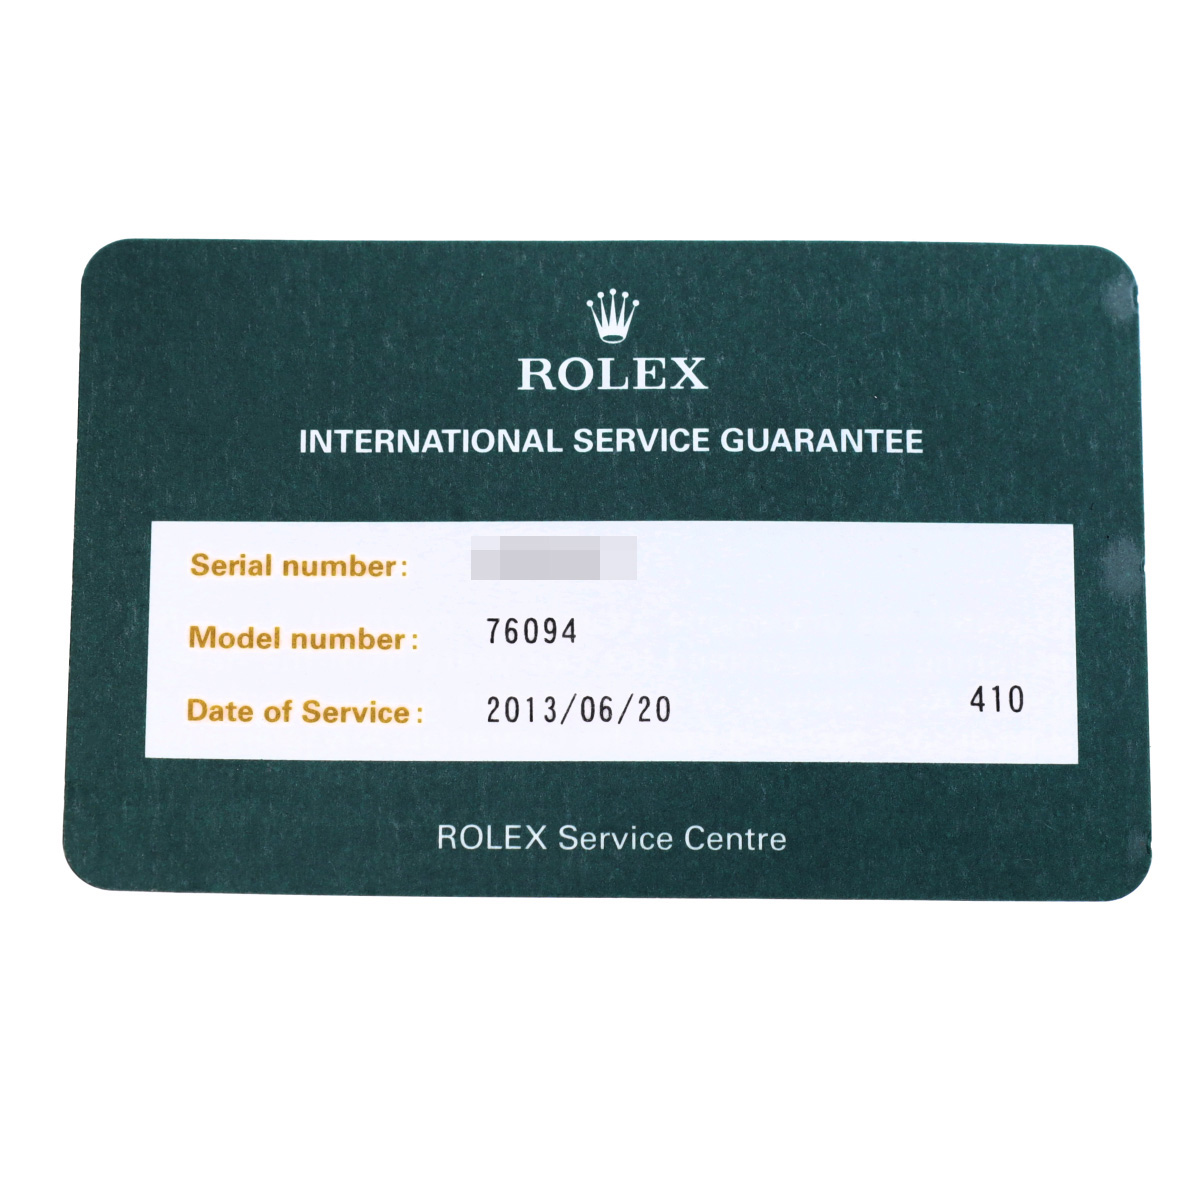 ROLEX
INTERNATIONAL SERVICE GUARANTEE
Serial number:
Model number: 76094
Date of Service: 2013/06/20 410
ROLEX Service Centre